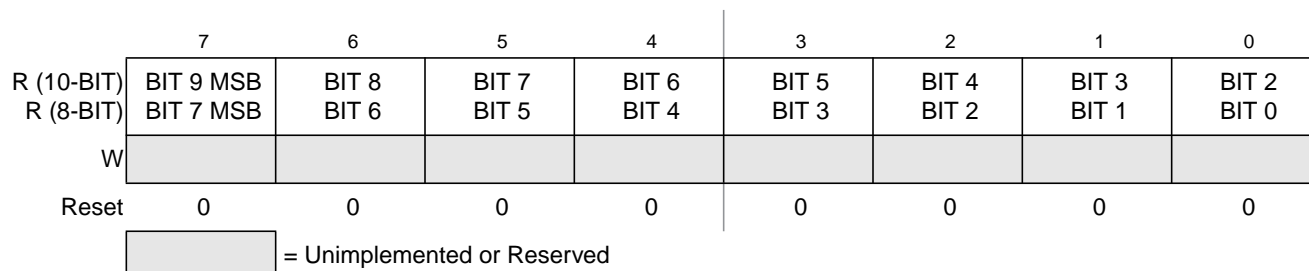 7 6 5 4 3 2 1 0
R (10-BIT) BIT 9 MSB BIT 8 BIT 7 BIT 6 BIT 5 BIT 4 BIT 3 BIT 2
R (8-BIT) BIT 7 MSB BIT 6 BIT 5 BIT 4 BIT 3 BIT 2 BIT 1 BIT 0
W
Reset 0 0 0 0 0 0 0 0
= Unimplemented or Reserved